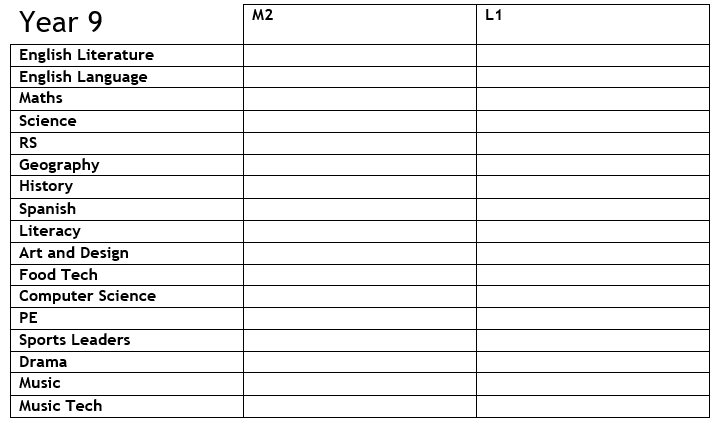 Year 9 M2 L1
English Literature
English Language
Maths
Science
RS
Geography
History
Spanish
Literacy
Art and Design
Food Tech
Computer Science
PE
Sports Leaders
Drama
Music
Music Tech